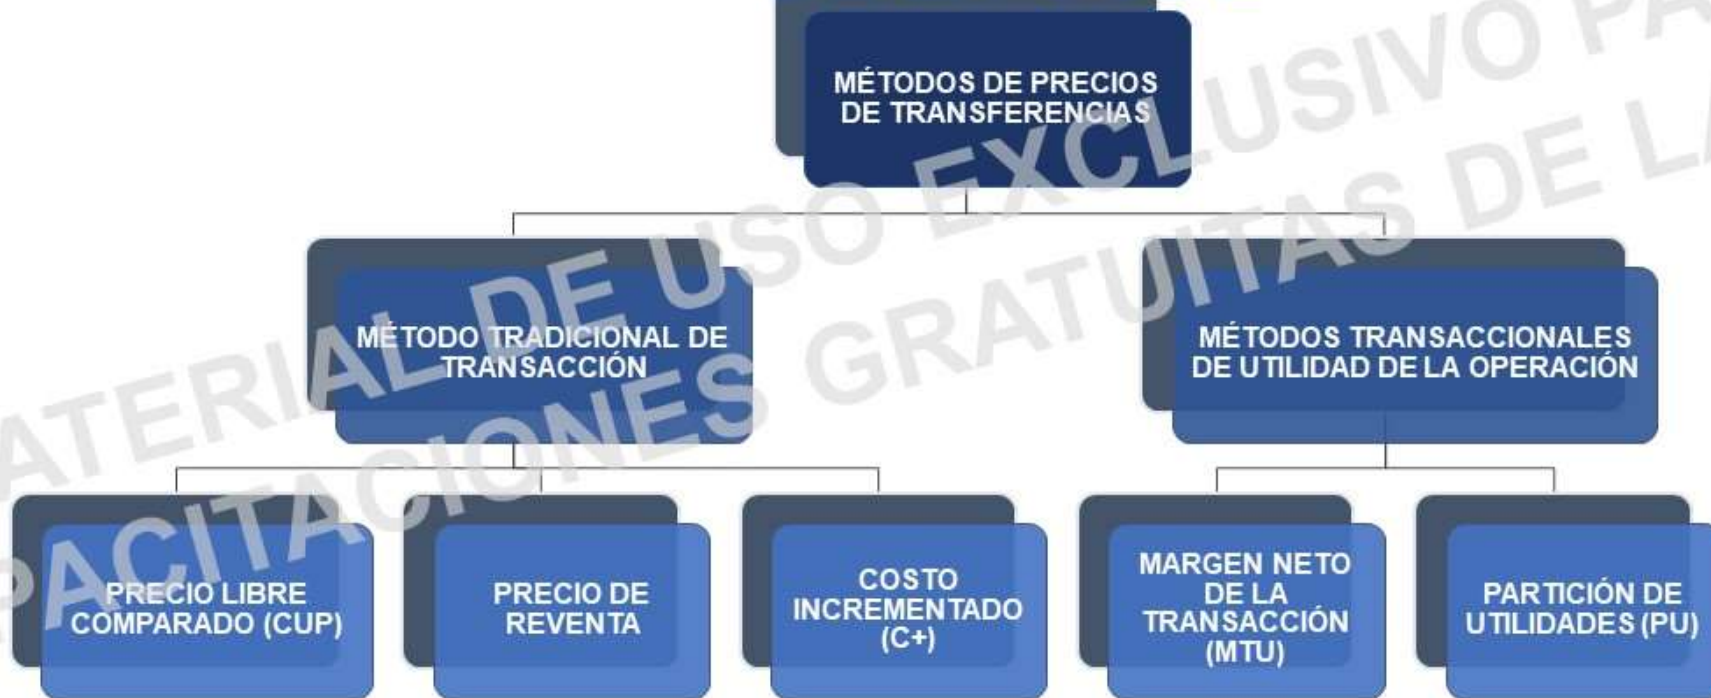 MÉTODOS DE PRECIOS
DE TRANSFERENCIAS
MÉTODO TRADICIONAL DE
TRANSACCIÓN
MÉTODOS TRANSACCIONALES
DE UTILIDAD DE LA OPERACIÓN
PRECIO LIBRE
COMPARADO (CUP)
PRECIO DE
REVENTA
COSTO
INCREMENTADO
(C+)
MARGEN NETO
DE LA
TRANSACCIÓN
(MTU)
PARTICIÓN DE
UTILIDADES (PU)
ATERIAL DE USO EXCLUSIVO PA
PACITACIONES GRATUITAS DE LA